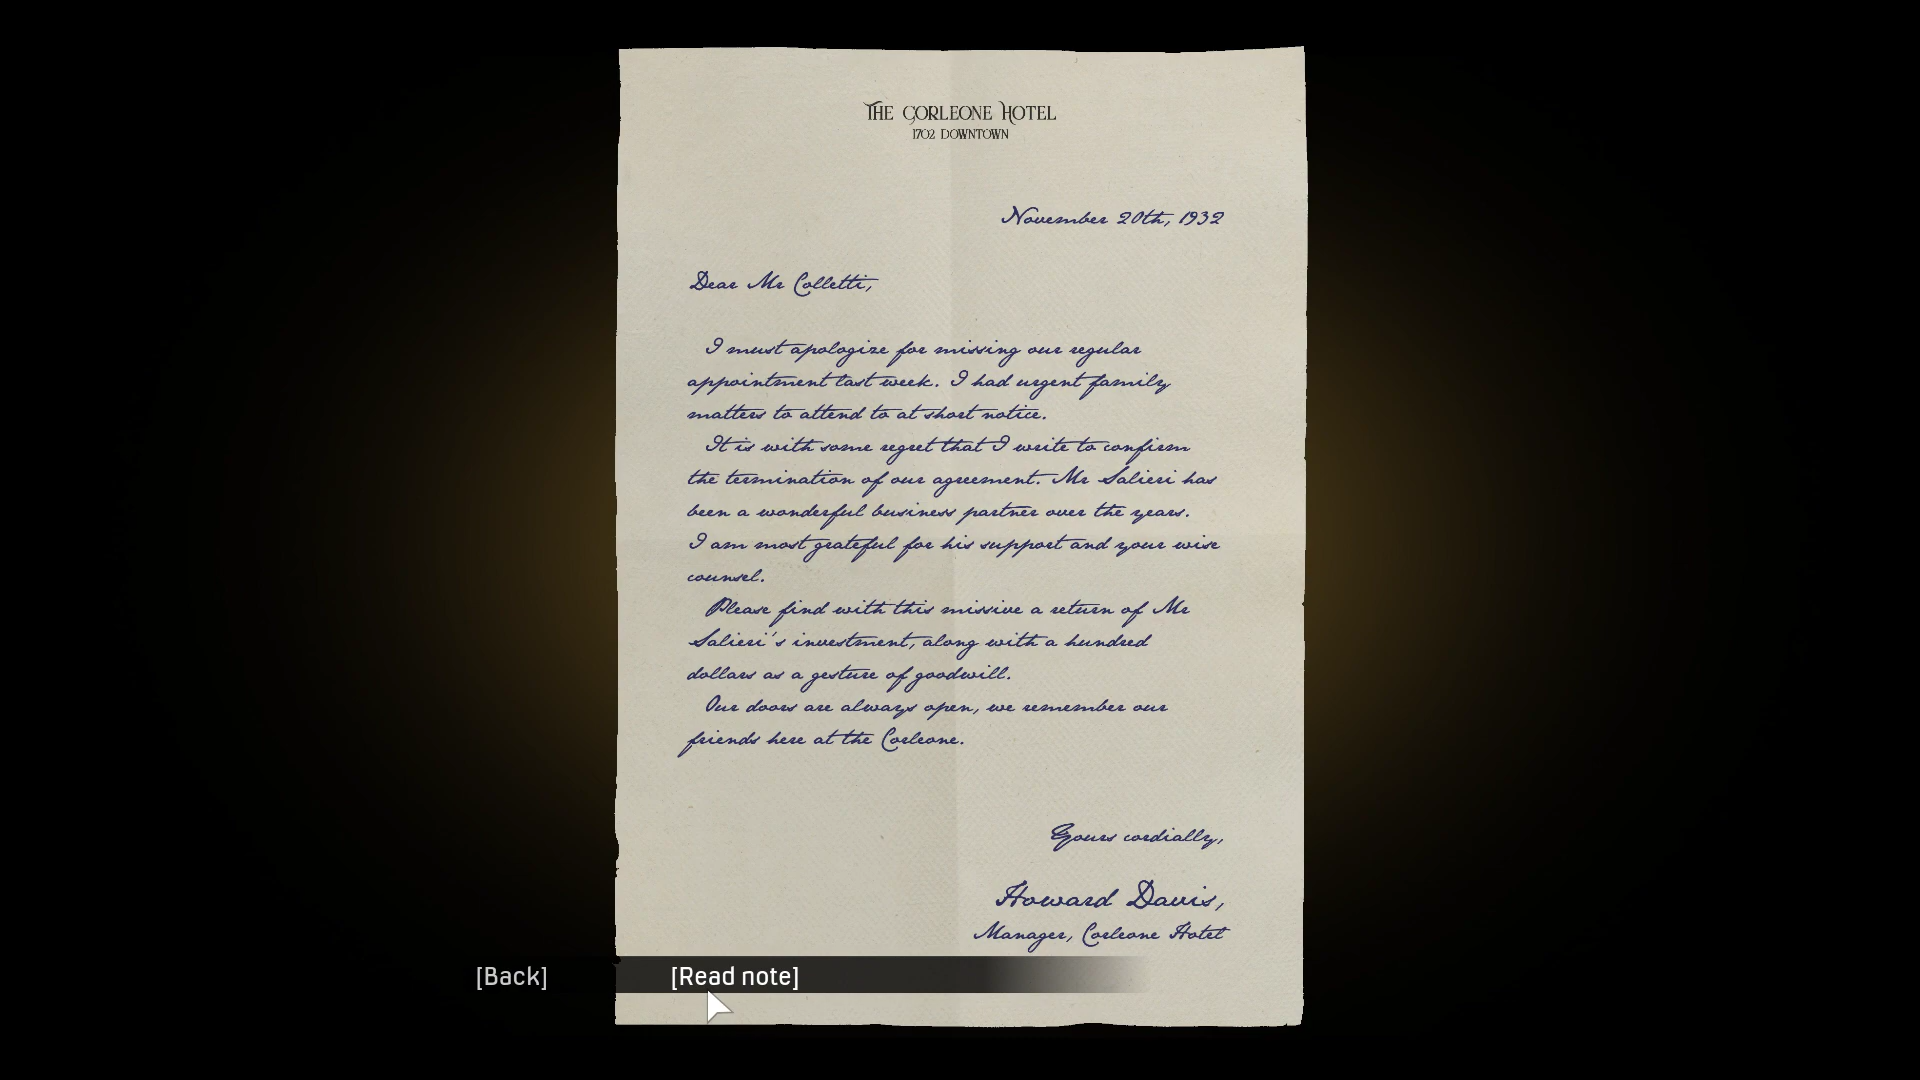 THE CORLEONE HOTEL
1702 DOWNTOWN
November 20th, 1932
Dear Mr Colletti,
I must apologize for missing our regular
appointment last week. I had urgent family
matters to attend to at short notice.
It is with some regret that I write to confirm
the termination of our agreement. Mr Salieri has
been a wonderful business partner over the years.
I am most grateful for his support and your wise
counsel.
Please find with this missive a return of Mr
Salieri's investment, along with a hundred
dollars as a gesture of goodwill.
Our doors are always open, we remember our
friends here at the Corleone.
Yours cordially,
Howard Davis,
Manager, Corleone Hotel
[Back]
[Read note]